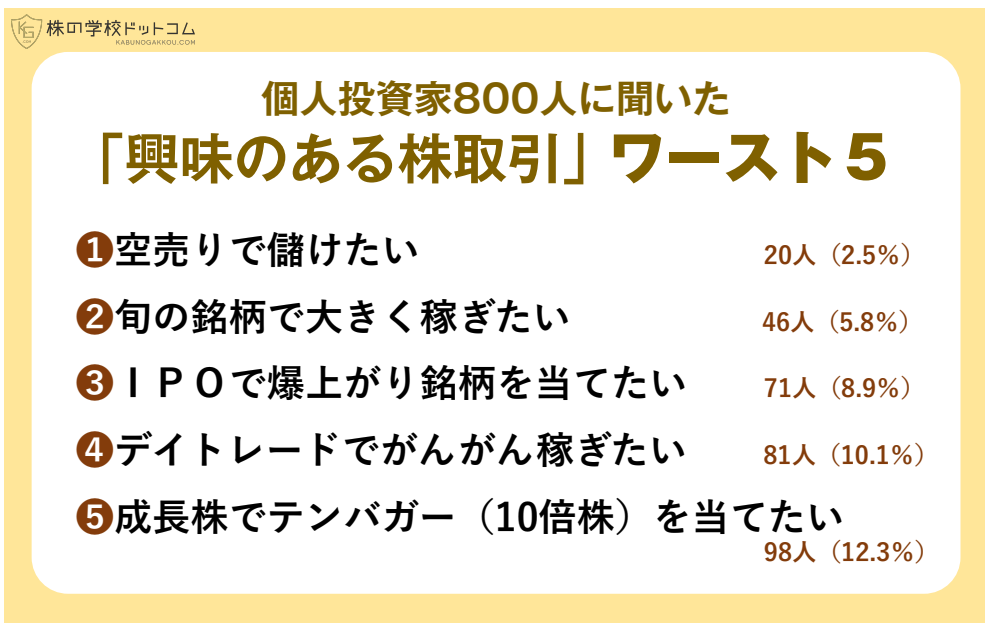 KG
.COM
株の学校ドットコム
KABUNOGAKKOU.COM
個人投資家800人に聞いた
「興味のある株取引」ワースト５
❶空売りで儲けたい 20人（2.5%）
❷旬の銘柄で大きく稼ぎたい 46人（5.8%）
❸ＩＰＯで爆上がり銘柄を当てたい 71人（8.9%）
❹デイトレードでがんがん稼ぎたい 81人（10.1%）
❺成長株でテンバガー（10倍株）を当てたい
98人（12.3%）